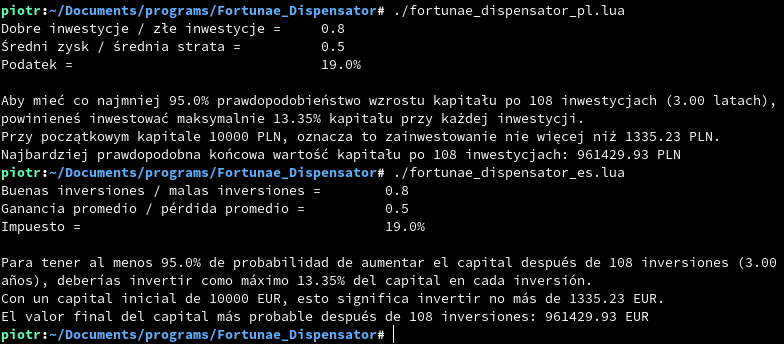 piotr:~/Documents/programs/Fortunae_Dispensator# ./fortunae_dispensator_pl.lua
Dobre inwestycje / złe inwestycje =     0.8
Średni zysk / średnia strata =          0.5
Podatek =                               19.0%
Aby mieć co najmniej 95.0% prawdopodobieństwo wzrostu kapitału po 108 inwestycjach (3.00 latach),
powinieneś inwestować maksymalnie 13.35% kapitału przy każdej inwestycji.
Przy początkowym kapitale 10000 PLN, oznacza to zainwestowanie nie więcej niż 1335.23 PLN.
Najbardziej prawdopodobna końcowa wartość kapitału po 108 inwestycjach: 961429.93 PLN
piotr:~/Documents/programs/Fortunae_Dispensator# ./fortunae_dispensator_es.lua
Buenas inversiones / malas inversiones =        0.8
Ganancia promedio / pérdida promedio =          0.5
Impuesto =                                      19.0%
Para tener al menos 95.0% de probabilidad de aumentar el capital después de 108 inversiones (3.00
años), deberías invertir como máximo 13.35% del capital en cada inversión.
Con un capital inicial de 10000 EUR, esto significa invertir no más de 1335.23 EUR.
El valor final del capital más probable después de 108 inversiones: 961429.93 EUR
piotr:~/Documents/programs/Fortunae_Dispensator#